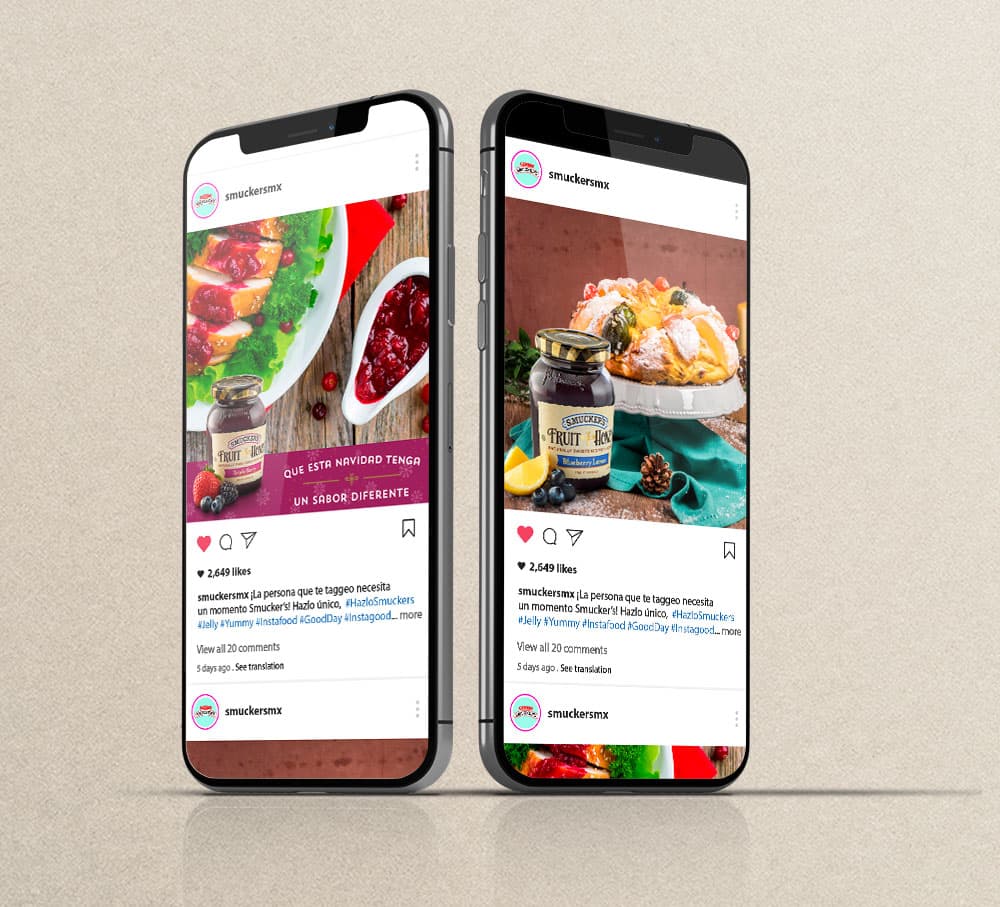 smuckersmx
SMUCKER'S
FRUIT & HONEY
Triple Berry
QUE ESTA NAVIDAD TENGA
UN SABOR DIFERENTE
2,649 likes
smuckersmx ¡La persona que te taggeo necesita
un momento Smucker's! Hazlo único, #HazloSmuckers
#Jelly #Yummy #Instafood #GoodDay #Instagood... more
View all 20 comments
5 days ago . See translation
smuckersmx
smuckersmx
SMUCKER'S
FRUIT & HONEY
Blueberry Lemon
2,649 likes
smuckersmx ¡La persona que te taggeo necesita
un momento Smucker's! Hazlo único, #HazloSmuckers
#Jelly #Yummy #Instafood #GoodDay #Instagood... more
View all 20 comments
5 days ago . See translation
smuckersmx